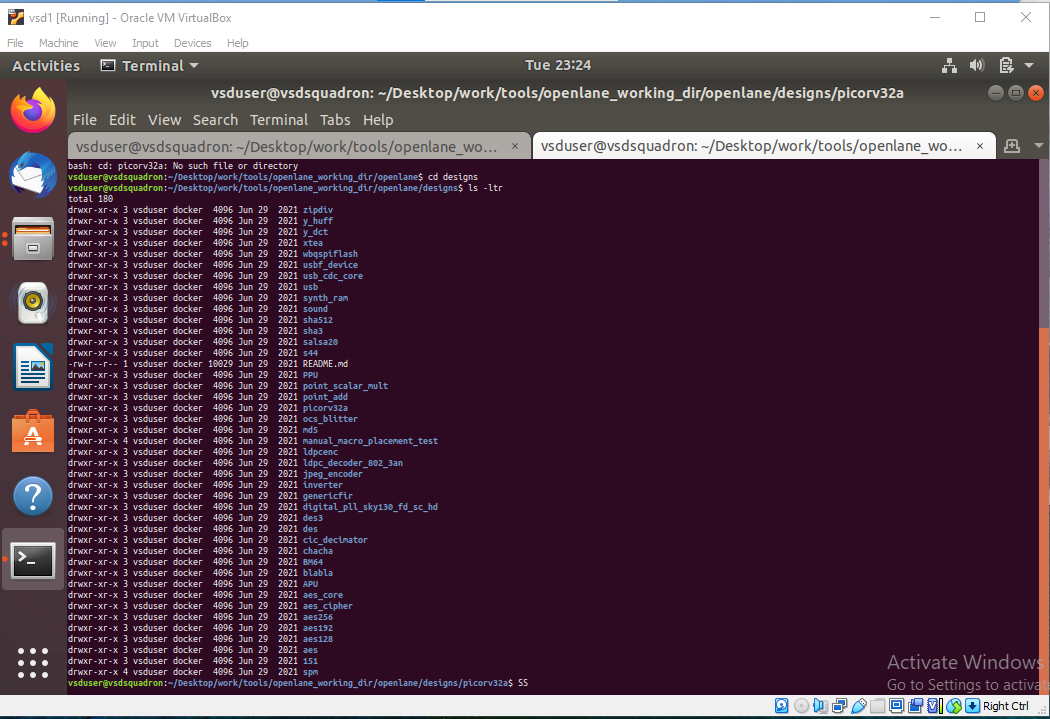 vsd1 [Running] - Oracle VM VirtualBox
File Machine View Input Devices Help
Activities Terminal Tue 23:24
vsduser@vsdsquadron: ~/Desktop/work/tools/openlane_working_dir/openlane/designs/picorv32a
File Edit View Search Terminal Tabs Help
vsduser@vsdsquadron: ~/Desktop/work/tools/openlane_wo... × vsduser@vsdsquadron: ~/Desktop/work/tools/openlane_wo... ×
bash: cd: picorv32a: No such file or directory
vsduser@vsdsquadron:~/Desktop/work/tools/openlane_working_dir/openlane$ cd designs
vsduser@vsdsquadron:~/Desktop/work/tools/openlane_working_dir/openlane/designs$ ls -ltr
total 180
drwxr-xr-x 3 vsduser docker  4096 Jun 29  2021 zipdiv
drwxr-xr-x 3 vsduser docker  4096 Jun 29  2021 y_huff
drwxr-xr-x 3 vsduser docker  4096 Jun 29  2021 y_dct
drwxr-xr-x 3 vsduser docker  4096 Jun 29  2021 xtea
drwxr-xr-x 3 vsduser docker  4096 Jun 29  2021 wbqspiflash
drwxr-xr-x 3 vsduser docker  4096 Jun 29  2021 usbf_device
drwxr-xr-x 3 vsduser docker  4096 Jun 29  2021 usb_cdc_core
drwxr-xr-x 3 vsduser docker  4096 Jun 29  2021 usb
drwxr-xr-x 3 vsduser docker  4096 Jun 29  2021 synth_ram
drwxr-xr-x 3 vsduser docker  4096 Jun 29  2021 sound
drwxr-xr-x 3 vsduser docker  4096 Jun 29  2021 sha512
drwxr-xr-x 3 vsduser docker  4096 Jun 29  2021 sha3
drwxr-xr-x 3 vsduser docker  4096 Jun 29  2021 salsa20
drwxr-xr-x 3 vsduser docker  4096 Jun 29  2021 s44
-rw-r--r-- 1 vsduser docker 10029 Jun 29  2021 README.md
drwxr-xr-x 3 vsduser docker  4096 Jun 29  2021 PPU
drwxr-xr-x 3 vsduser docker  4096 Jun 29  2021 point_scalar_mult
drwxr-xr-x 3 vsduser docker  4096 Jun 29  2021 point_add
drwxr-xr-x 3 vsduser docker  4096 Jun 29  2021 picorv32a
drwxr-xr-x 3 vsduser docker  4096 Jun 29  2021 ocs_blitter
drwxr-xr-x 3 vsduser docker  4096 Jun 29  2021 md5
drwxr-xr-x 4 vsduser docker  4096 Jun 29  2021 manual_macro_placement_test
drwxr-xr-x 3 vsduser docker  4096 Jun 29  2021 ldpcenc
drwxr-xr-x 3 vsduser docker  4096 Jun 29  2021 ldpc_decoder_802_3an
drwxr-xr-x 3 vsduser docker  4096 Jun 29  2021 jpeg_encoder
drwxr-xr-x 3 vsduser docker  4096 Jun 29  2021 inverter
drwxr-xr-x 3 vsduser docker  4096 Jun 29  2021 genericfir
drwxr-xr-x 3 vsduser docker  4096 Jun 29  2021 digital_pll_sky130_fd_sc_hd
drwxr-xr-x 3 vsduser docker  4096 Jun 29  2021 des3
drwxr-xr-x 3 vsduser docker  4096 Jun 29  2021 des
drwxr-xr-x 3 vsduser docker  4096 Jun 29  2021 cic_decimator
drwxr-xr-x 3 vsduser docker  4096 Jun 29  2021 chacha
drwxr-xr-x 3 vsduser docker  4096 Jun 29  2021 BM64
drwxr-xr-x 3 vsduser docker  4096 Jun 29  2021 blabla
drwxr-xr-x 3 vsduser docker  4096 Jun 29  2021 APU
drwxr-xr-x 3 vsduser docker  4096 Jun 29  2021 aes_core
drwxr-xr-x 3 vsduser docker  4096 Jun 29  2021 aes_cipher
drwxr-xr-x 3 vsduser docker  4096 Jun 29  2021 aes256
drwxr-xr-x 3 vsduser docker  4096 Jun 29  2021 aes192
drwxr-xr-x 3 vsduser docker  4096 Jun 29  2021 aes128
drwxr-xr-x 3 vsduser docker  4096 Jun 29  2021 aes
drwxr-xr-x 3 vsduser docker  4096 Jun 29  2021 151
drwxr-xr-x 4 vsduser docker  4096 Jun 29  2021 spm
vsduser@vsdsquadron:~/Desktop/work/tools/openlane_working_dir/openlane/designs/picorv32a$ SS
Activate Windows
Go to Settings to activate
Right Ctrl